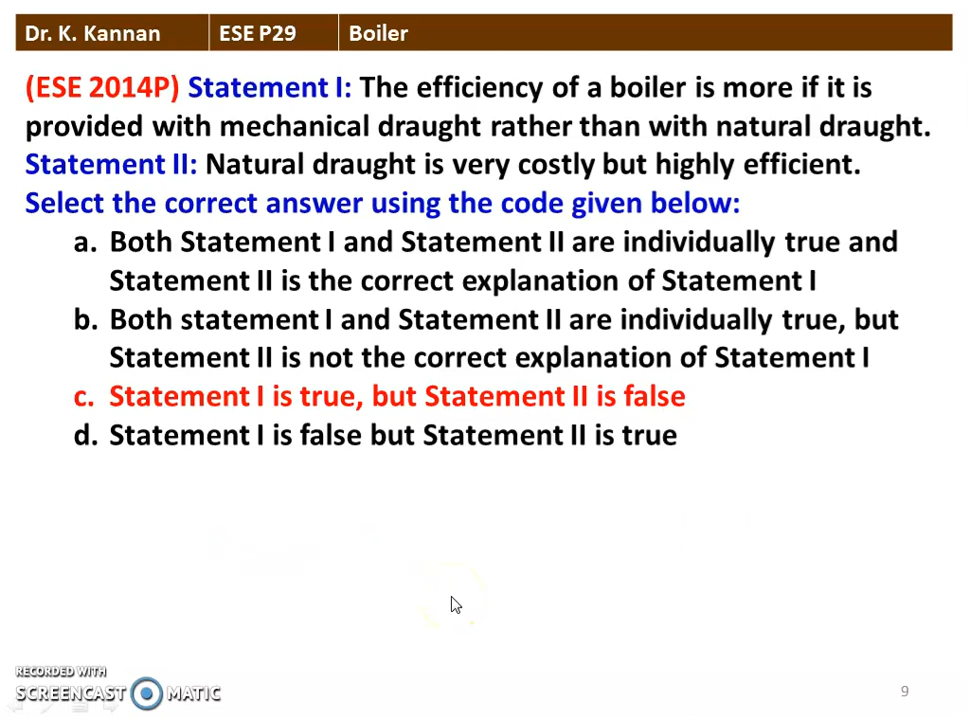 Dr. K. Kannan ESE P29 Boiler
(ESE 2014P) Statement I: The efficiency of a boiler is more if it is
provided with mechanical draught rather than with natural draught.
Statement II: Natural draught is very costly but highly efficient.
Select the correct answer using the code given below:
a. Both Statement I and Statement II are individually true and
Statement II is the correct explanation of Statement I
b. Both statement I and Statement II are individually true, but
Statement II is not the correct explanation of Statement I
c. Statement I is true, but Statement II is false
d. Statement I is false but Statement II is true
RECORDED WITH
SCREENCAST MATIC
9